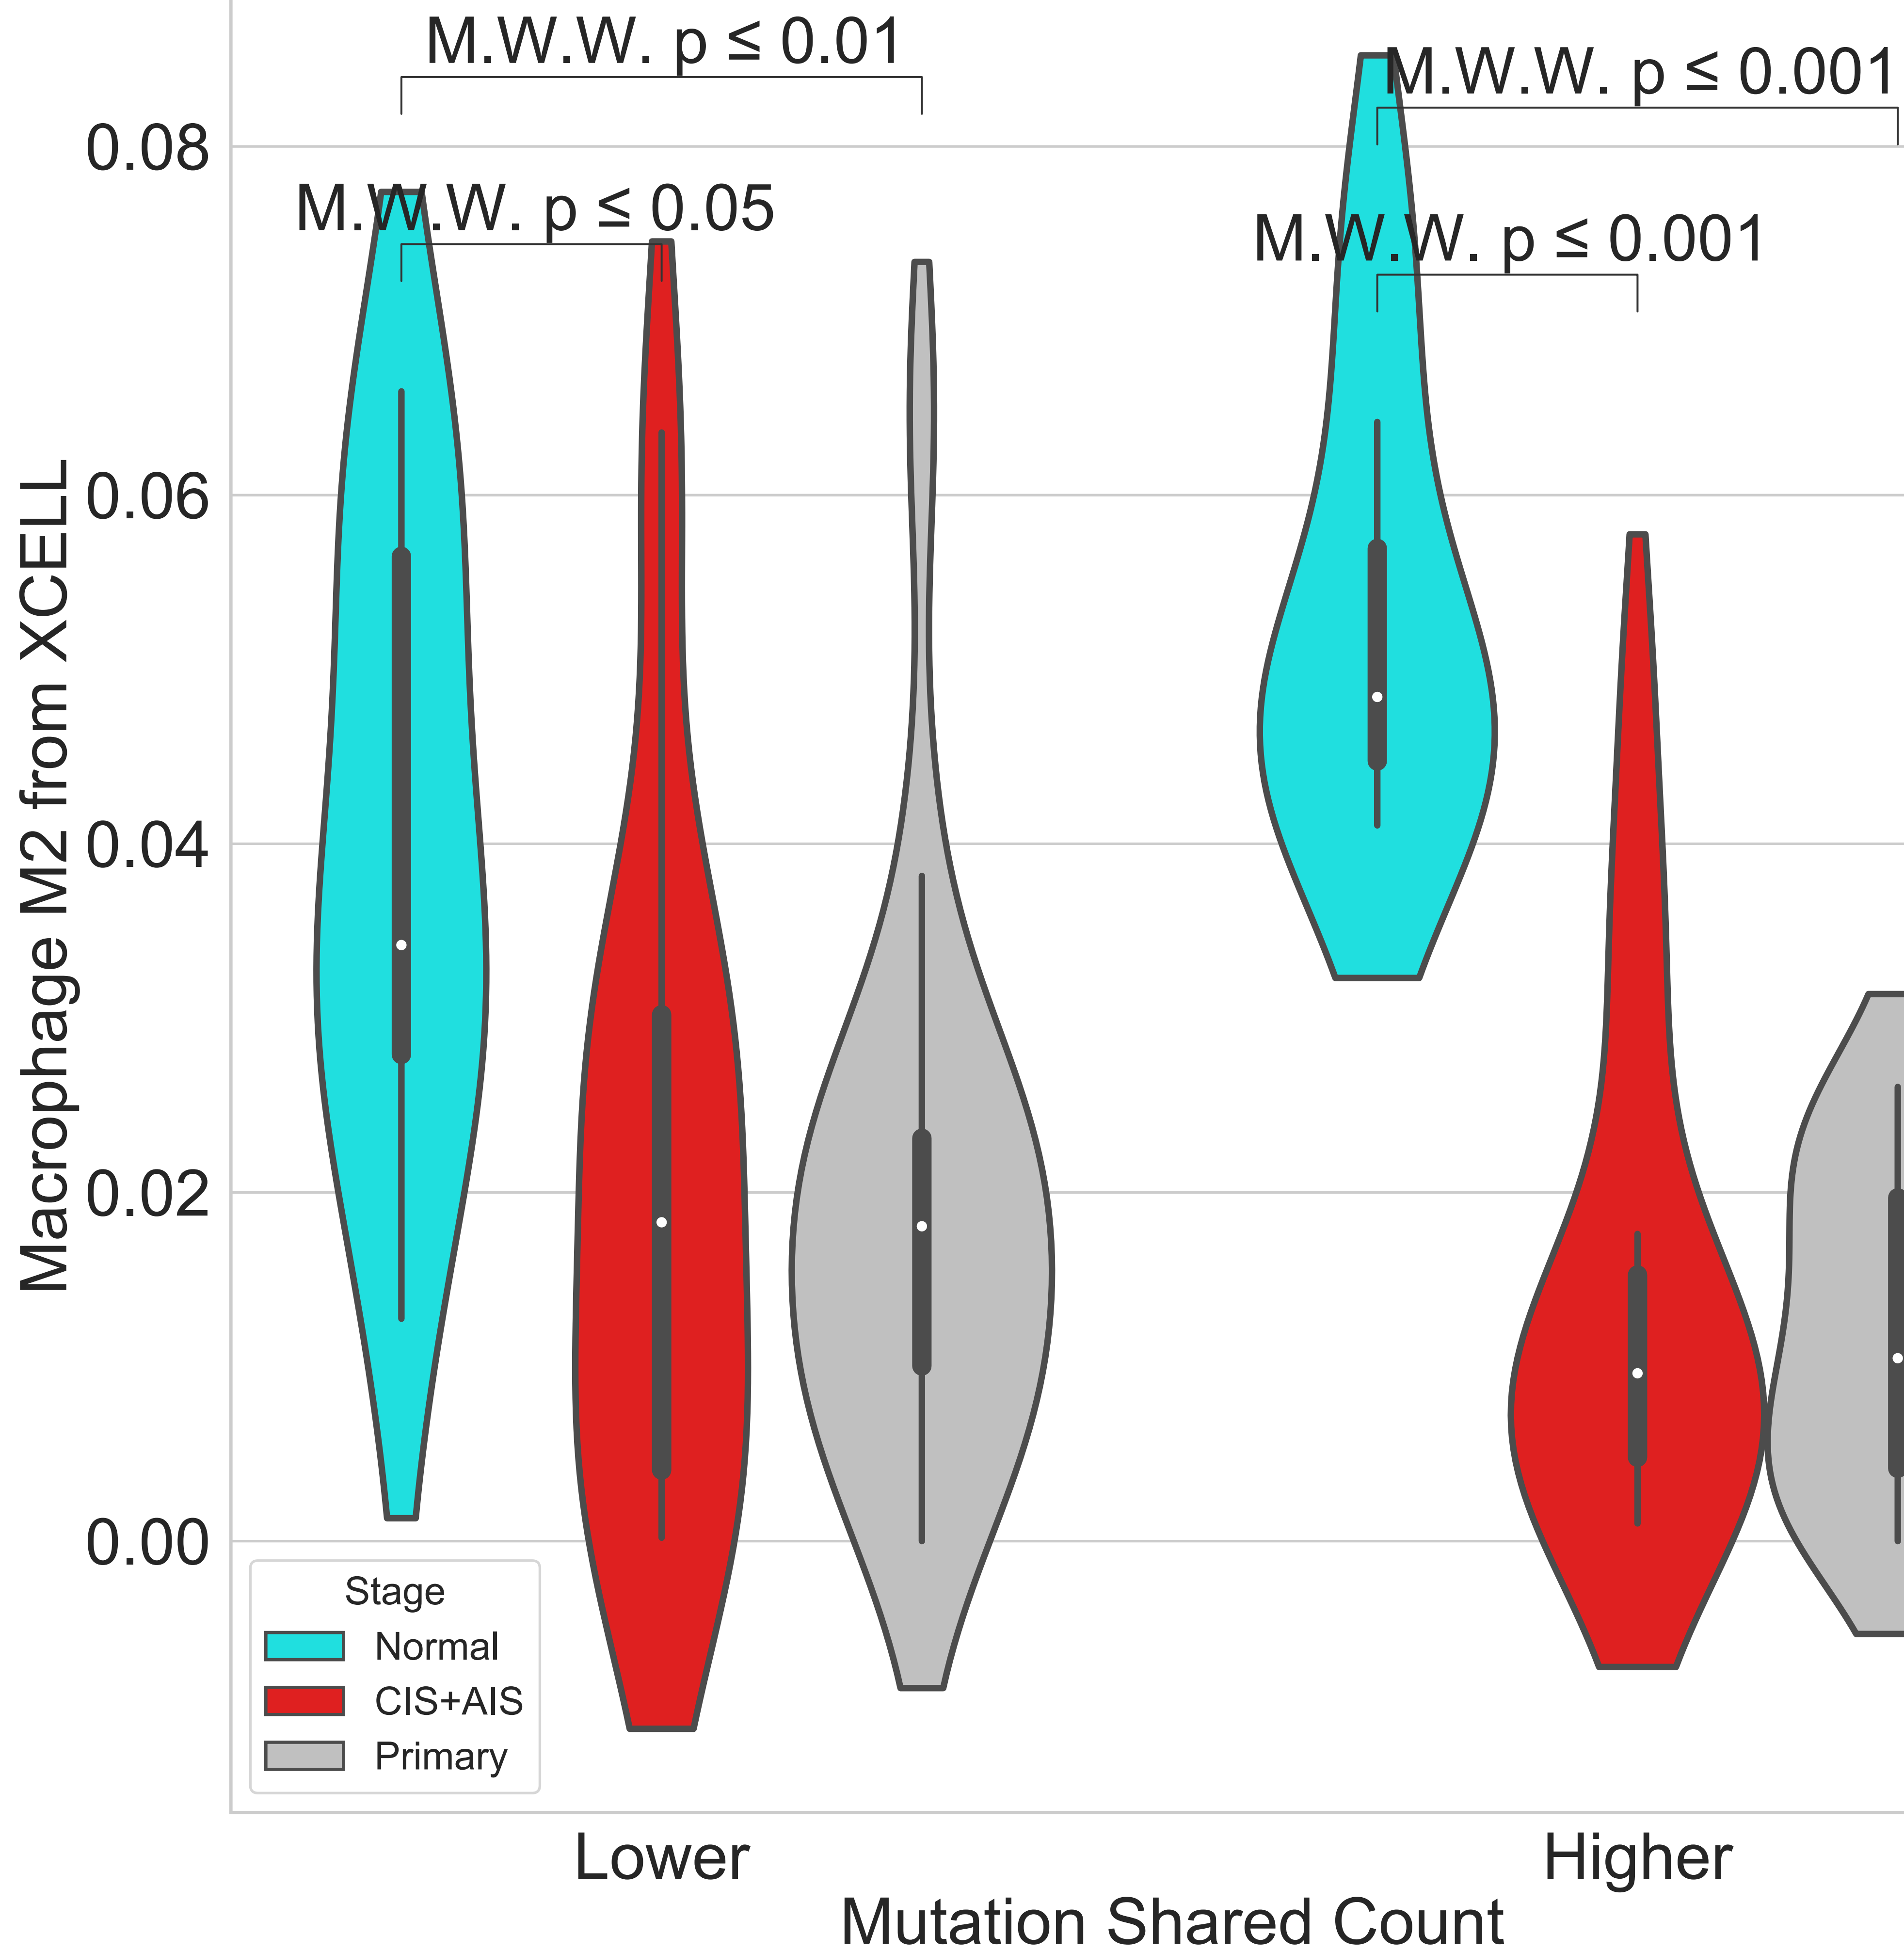 M.W.W. p ≤ 0.01
M.W.W. p ≤ 0.001
M.W.W. p ≤ 0.05
M.W.W. p ≤ 0.001
Macrophage M2 from XCELL
0.08
0.06
0.04
0.02
0.00
Stage
Normal
CIS+AIS
Primary
Lower
Higher
Mutation Shared Count